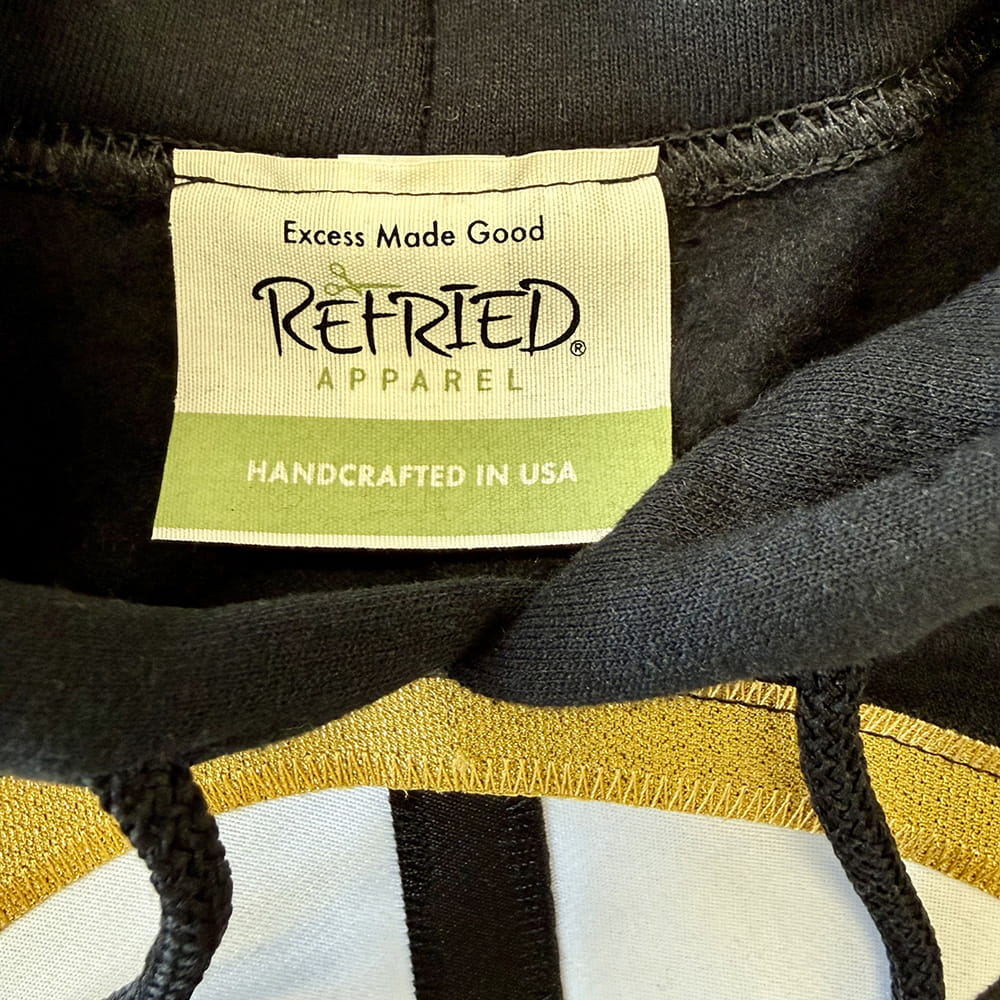 Excess Made Good
REFRIED®
APPAREL
HANDCRAFTED IN USA